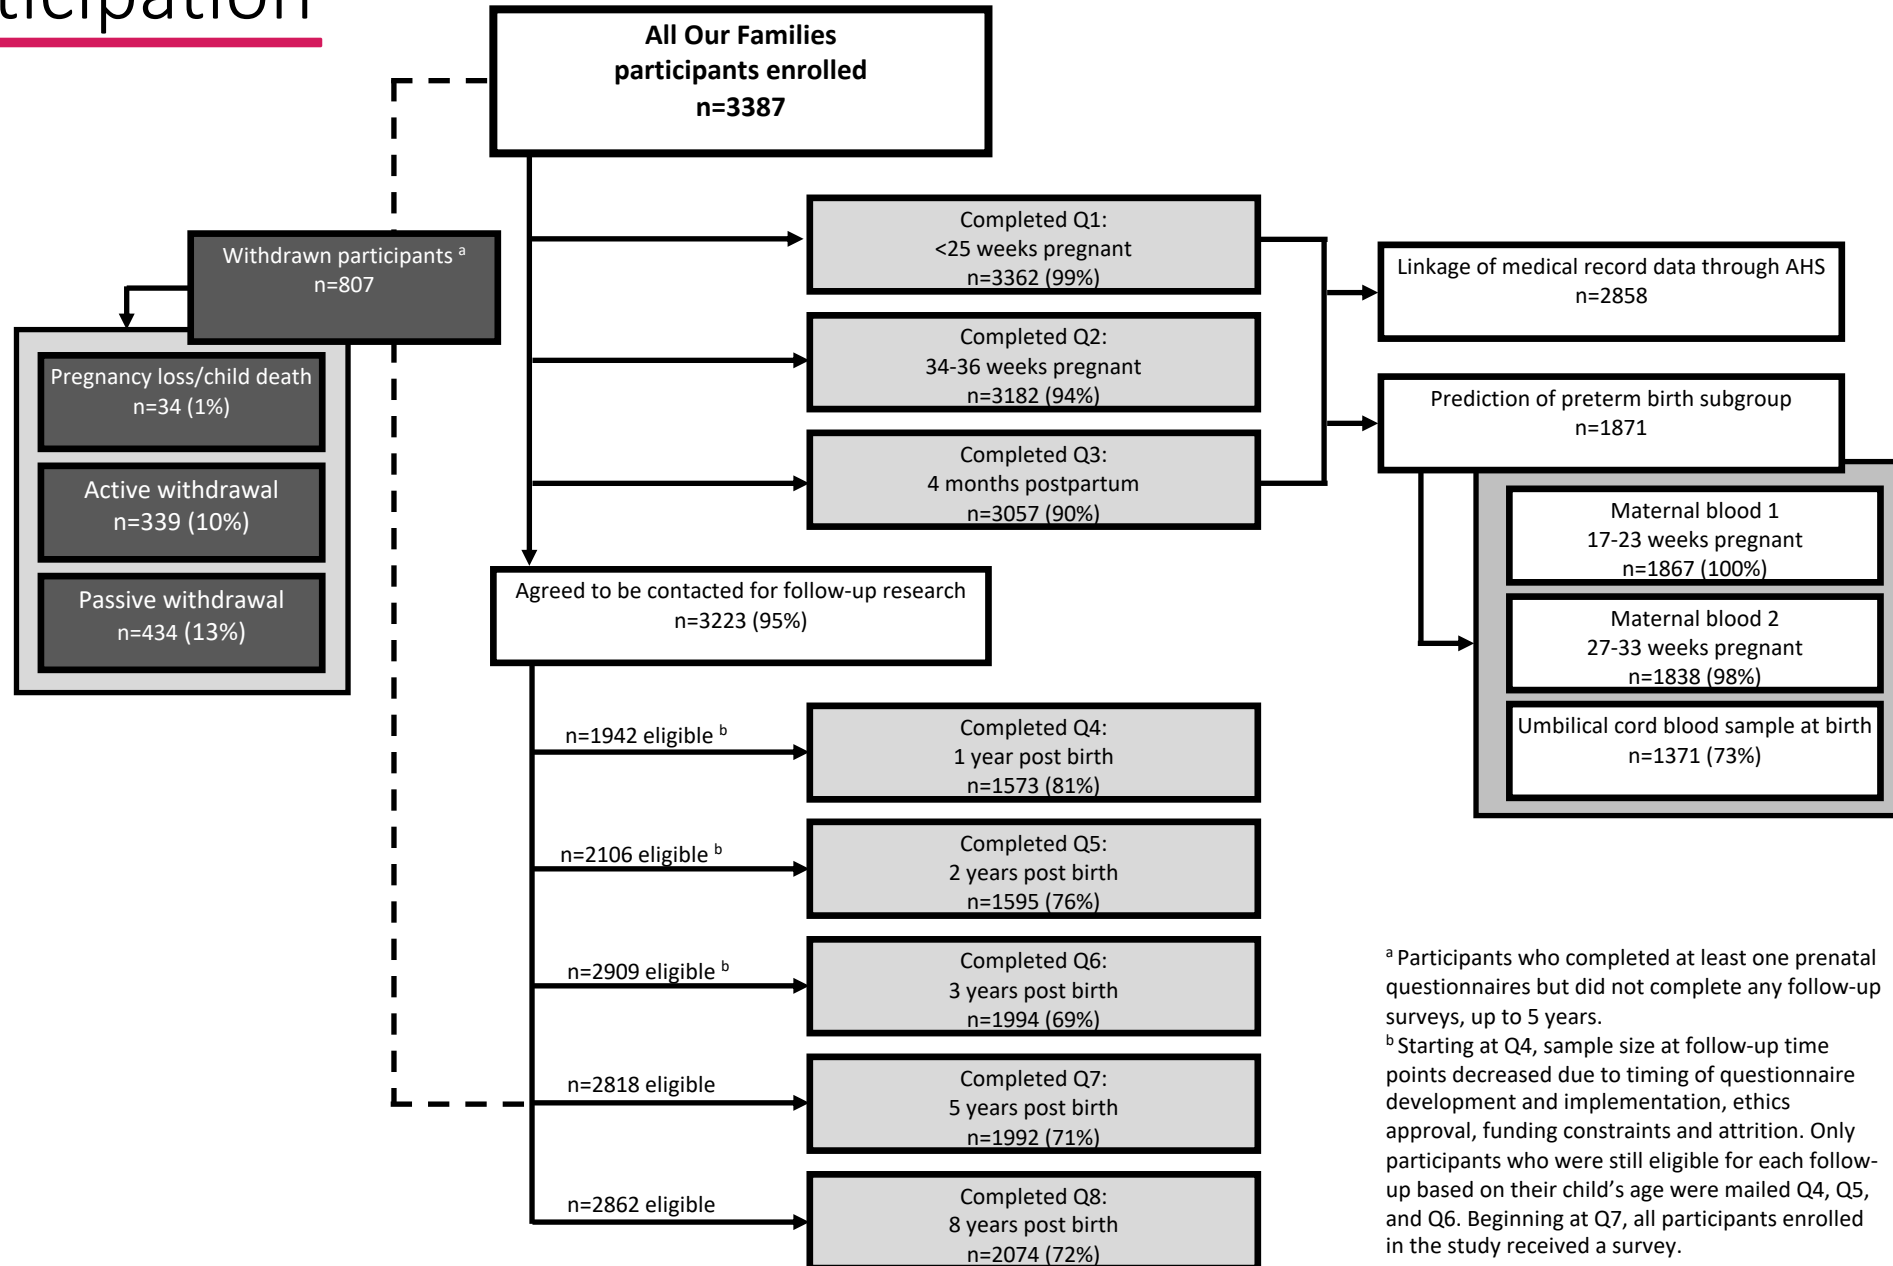 All Our Families
participants enrolled
n=3387
Withdrawn participants ᵃ
n=807
Pregnancy loss/child death
n=34 (1%)
Active withdrawal
n=339 (10%)
Passive withdrawal
n=434 (13%)
Completed Q1:
<25 weeks pregnant
n=3362 (99%)
Completed Q2:
34-36 weeks pregnant
n=3182 (94%)
Completed Q3:
4 months postpartum
n=3057 (90%)
Linkage of medical record data through AHS
n=2858
Prediction of preterm birth subgroup
n=1871
Maternal blood 1
17-23 weeks pregnant
n=1867 (100%)
Maternal blood 2
27-33 weeks pregnant
n=1838 (98%)
Umbilical cord blood sample at birth
n=1371 (73%)
Agreed to be contacted for follow-up research
n=3223 (95%)
n=1942 eligible ᵇ
Completed Q4:
1 year post birth
n=1573 (81%)
n=2106 eligible ᵇ
Completed Q5:
2 years post birth
n=1595 (76%)
n=2909 eligible ᵇ
Completed Q6:
3 years post birth
n=1994 (69%)
n=2818 eligible
Completed Q7:
5 years post birth
n=1992 (71%)
n=2862 eligible
Completed Q8:
8 years post birth
n=2074 (72%)
ᵃ Participants who completed at least one prenatal
questionnaires but did not complete any follow-up
surveys, up to 5 years.
ᵇ Starting at Q4, sample size at follow-up time
points decreased due to timing of questionnaire
development and implementation, ethics
approval, funding constraints and attrition. Only
participants who were still eligible for each follow-
up based on their child’s age were mailed Q4, Q5,
and Q6. Beginning at Q7, all participants enrolled
in the study received a survey.